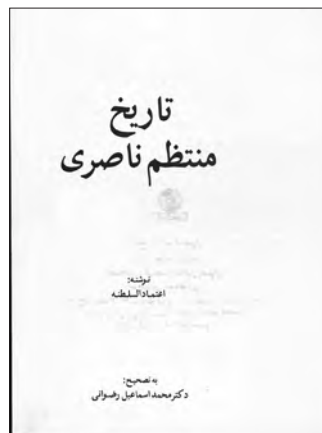 تاریخ
منتظم ناصری
نوشته:
اعتمادالسلطنه
به تصحیح:
دکتر محمد اسماعیل رضوانی